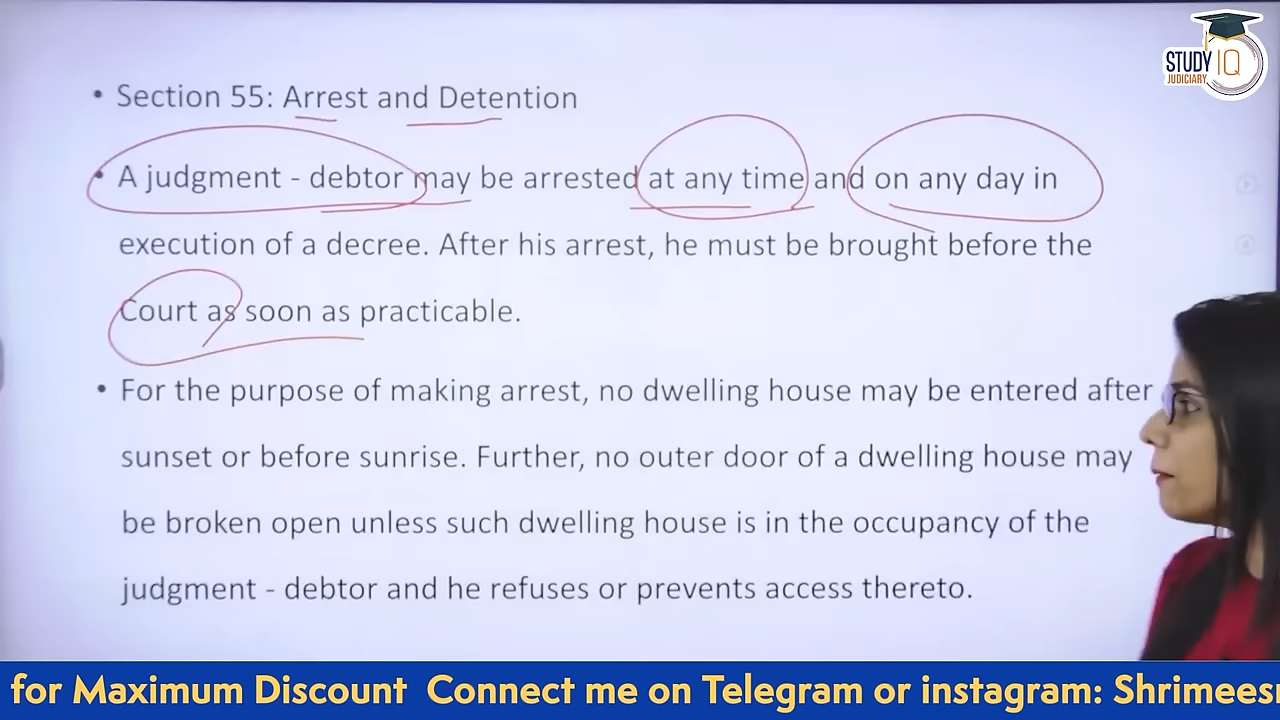 STUDY IQ
JUDICIARY
• Section 55: Arrest and Detention
• A judgment - debtor may be arrested at any time and on any day in
execution of a decree. After his arrest, he must be brought before the
Court as soon as practicable.
• For the purpose of making arrest, no dwelling house may be entered after
sunset or before sunrise. Further, no outer door of a dwelling house may
be broken open unless such dwelling house is in the occupancy of the
judgment - debtor and he refuses or prevents access thereto.
for Maximum Discount Connect me on Telegram or instagram: